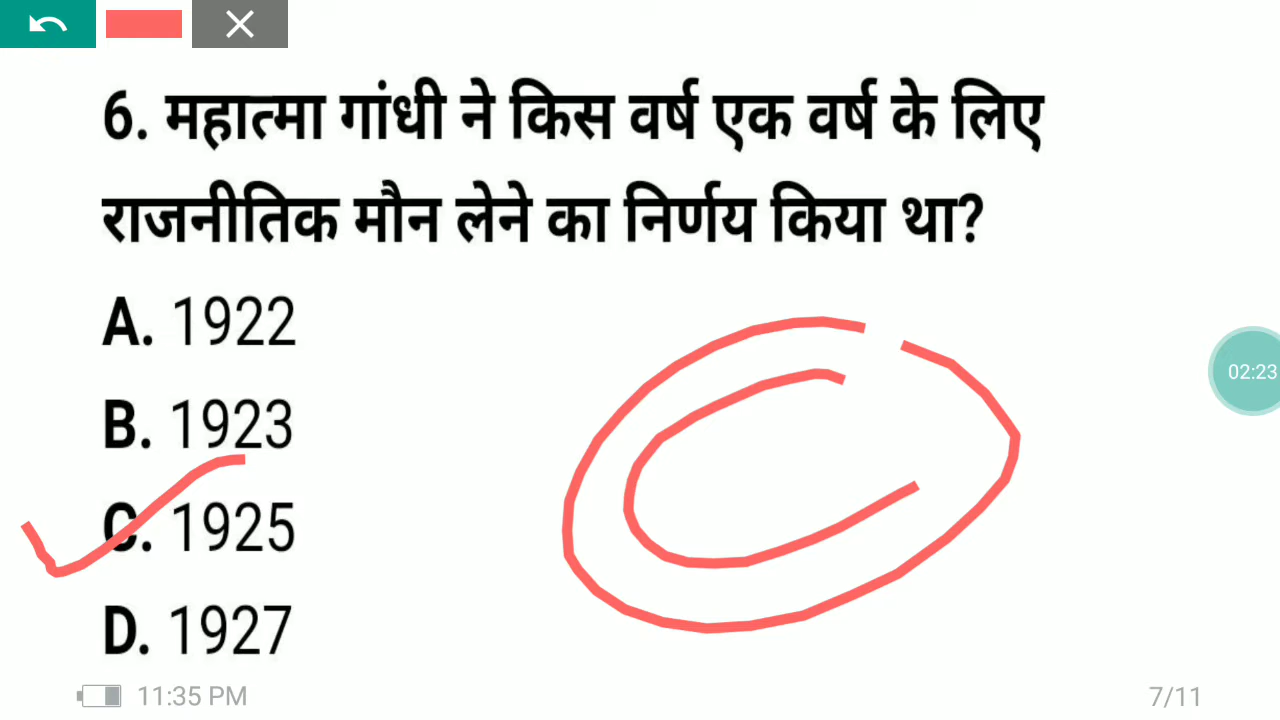 6. महात्मा गांधी ने किस वर्ष एक वर्ष के लिए
राजनीतिक मौन लेने का निर्णय किया था?
A. 1922
B. 1923
C. 1925
D. 1927
02:23
11:35 PM
7/11